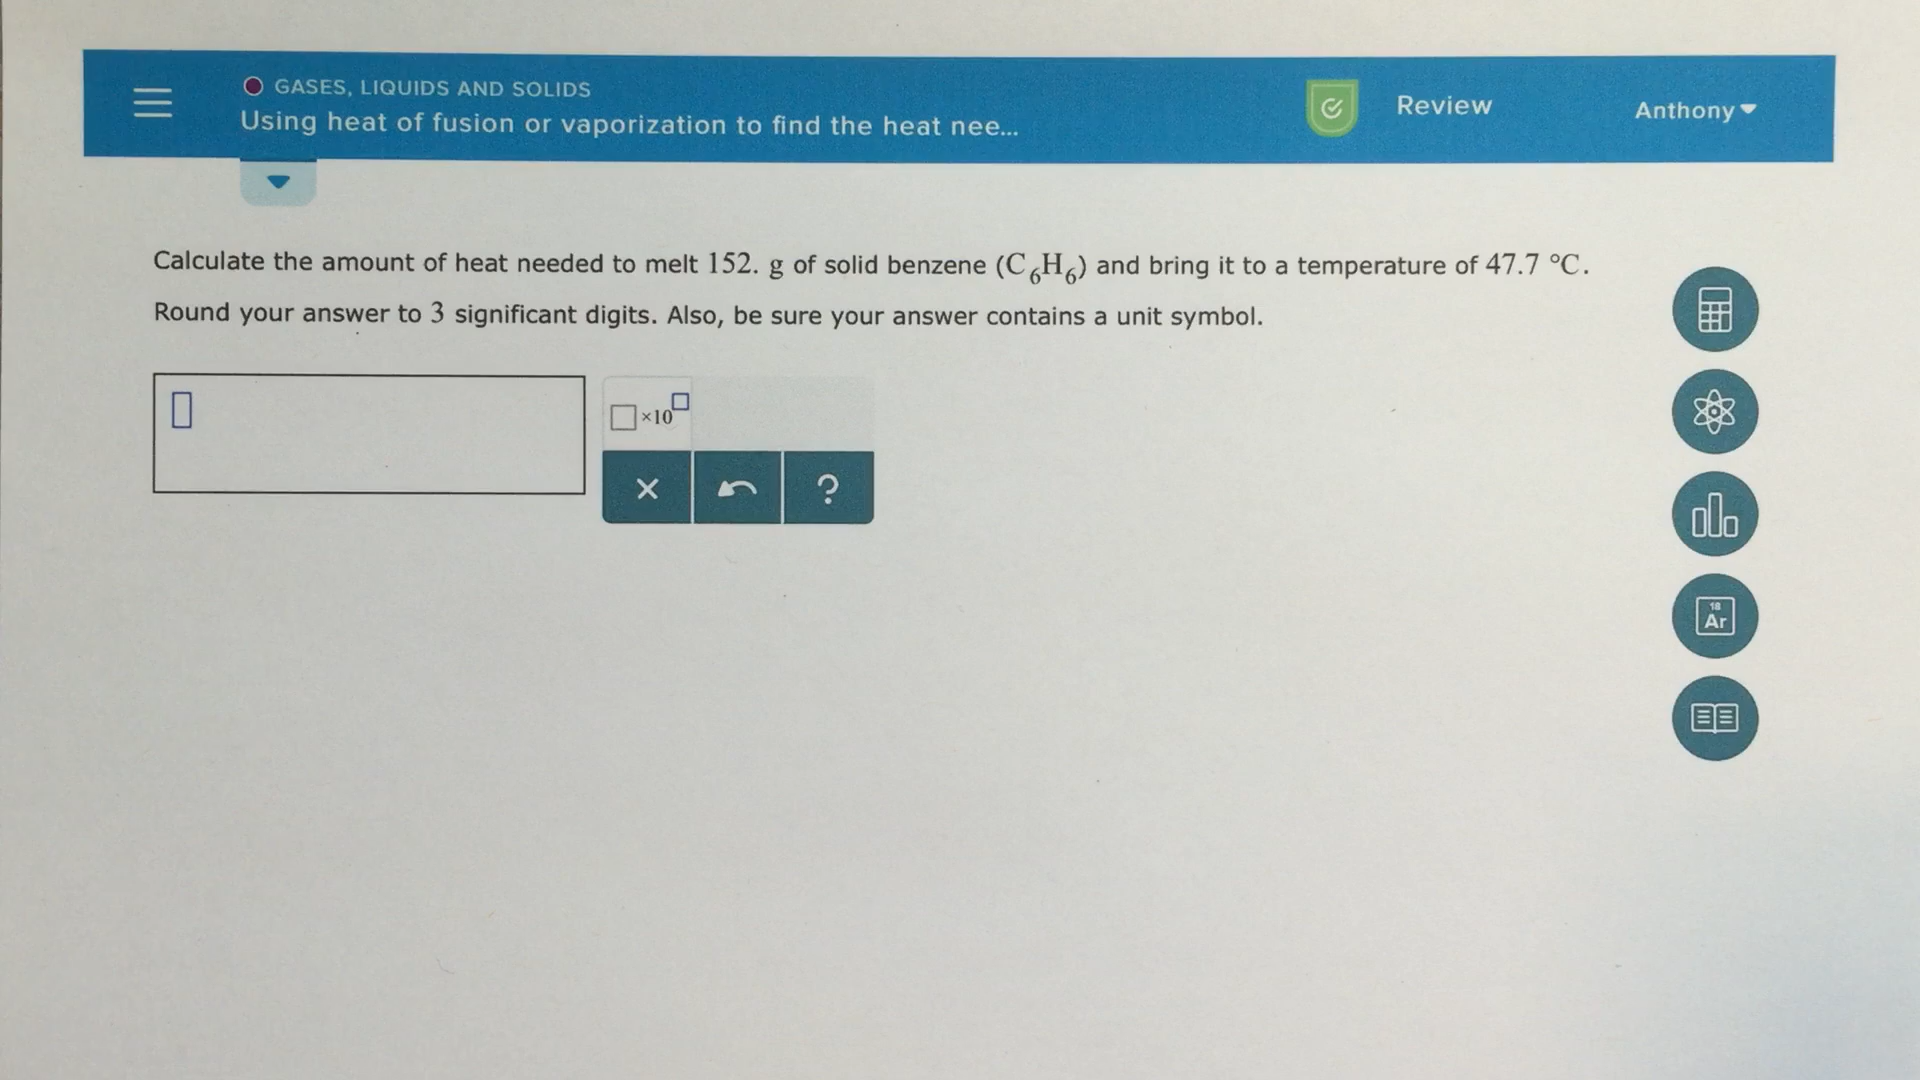 GASES, LIQUIDS AND SOLIDS
Using heat of fusion or vaporization to find the heat nee...
Review
Anthony
Calculate the amount of heat needed to melt 152. g of solid benzene (C₆H₆) and bring it to a temperature of 47.7 °C.
Round your answer to 3 significant digits. Also, be sure your answer contains a unit symbol.
×10
?
18
Ar